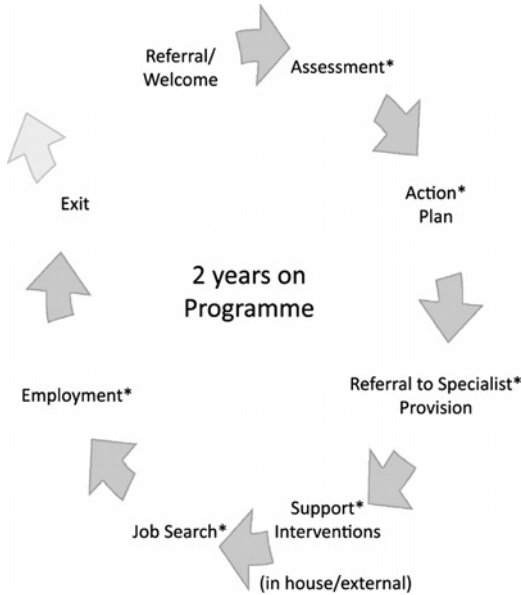 Referral/
Welcome
Assessment*
Action*
Plan
Referral to Specialist*
Provision
Support*
Interventions
(in house/external)
Job Search*
Employment*
Exit
2 years on
Programme